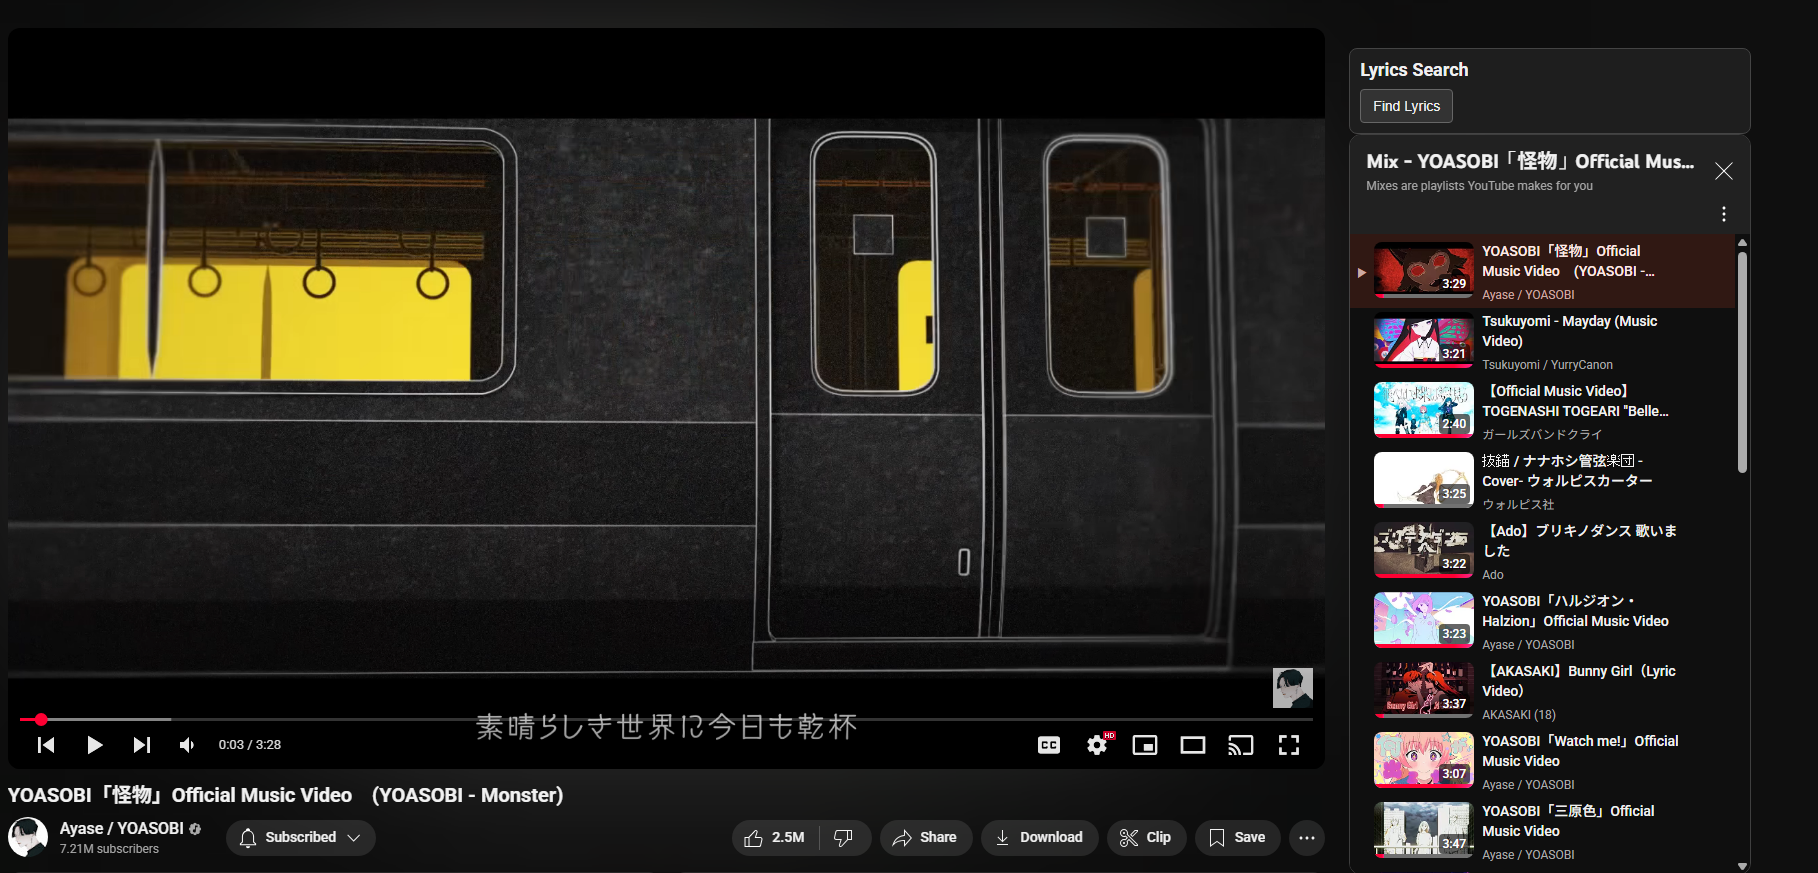 素晴らしき世界に今日も乾杯
0:03 / 3:28
CC
HD
YOASOBI「怪物」Official Music Video　(YOASOBI - Monster)
Ayase / YOASOBI
7.21M subscribers
Subscribed
2.5M
Share
Download
Clip
Save
Lyrics Search
Find Lyrics
Mix - YOASOBI「怪物」Official Mus...
Mixes are playlists YouTube makes for you
3:29
YOASOBI「怪物」Official
Music Video　(YOASOBI -...
Ayase / YOASOBI
3:21
Tsukuyomi - Mayday (Music
Video)
Tsukuyomi / YurryCanon
2:40
【Official Music Video】
TOGENASHI TOGEARI "Belle...
ガールズバンドクライ
3:25
抜錨 / ナナホシ管弦楽団 -
Cover- ウォルピスカーター
ウォルピス社
3:22
【Ado】ブリキノダンス 歌いま
した
Ado
3:23
YOASOBI「ハルジオン・
Halzion」Official Music Video
Ayase / YOASOBI
Bunny Girl
3:37
【AKASAKI】Bunny Girl（Lyric
Video）
AKASAKI (18)
3:07
YOASOBI「Watch me!」Official
Music Video
Ayase / YOASOBI
3:47
YOASOBI「三原色」Official
Music Video
Ayase / YOASOBI